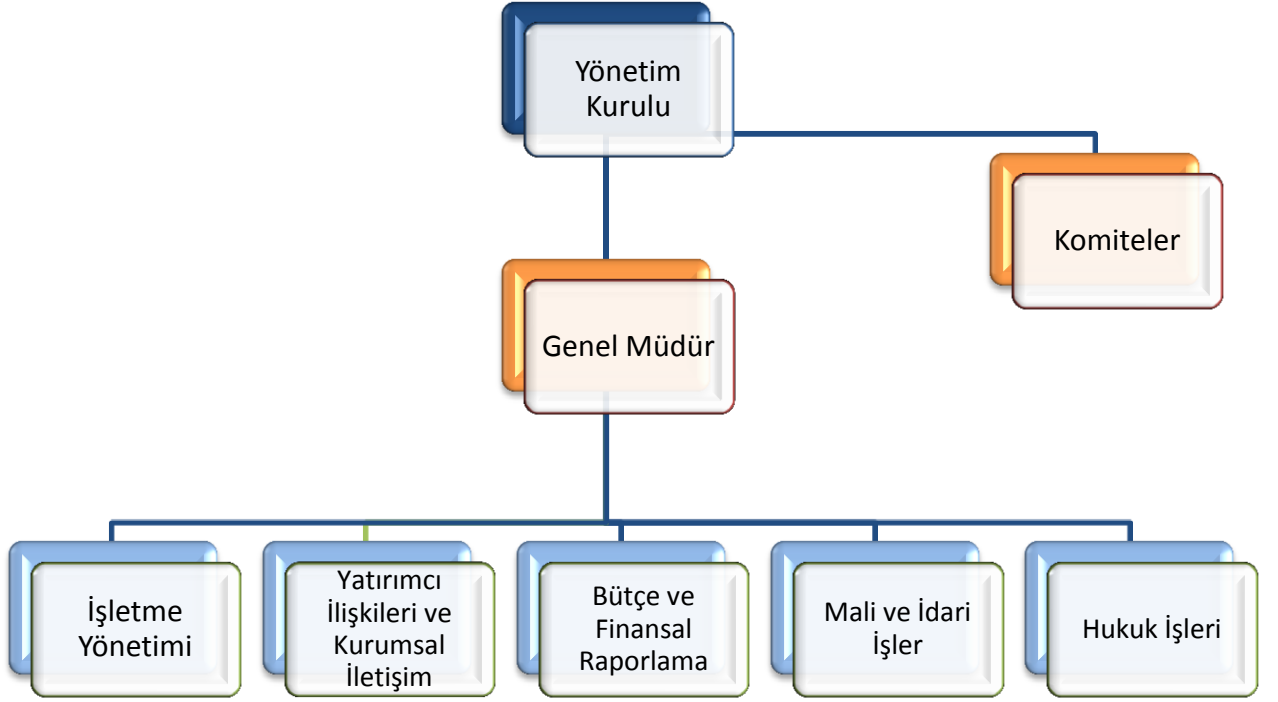 Yönetim
Kurulu
Komiteler
Genel Müdür
İşletme
Yönetimi
Yatırımcı
İlişkileri ve
Kurumsal
İletişim
Bütçe ve
Finansal
Raporlama
Mali ve İdari
İşler
Hukuk İşleri